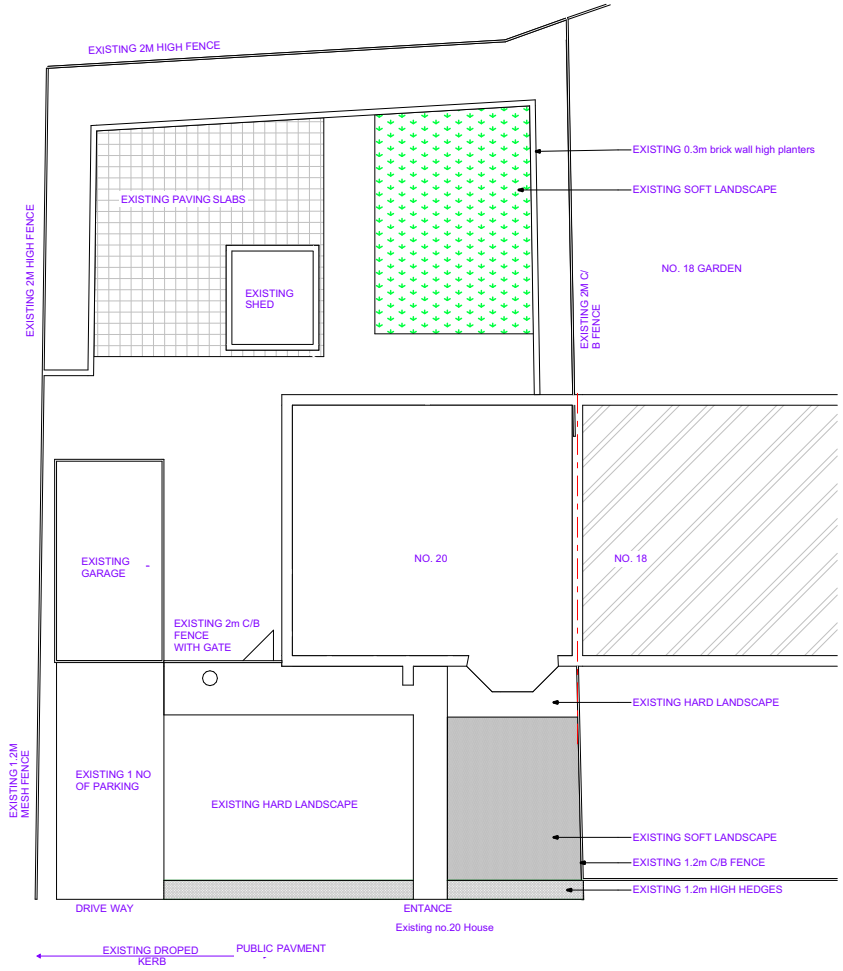 EXISTING 2M HIGH FENCE
EXISTING 0.3m brick wall high planters
EXISTING PAVING SLABS
EXISTING SOFT LANDSCAPE
EXISTING 2M HIGH FENCE
NO. 18 GARDEN
EXISTING
SHED
EXISTING 2M C/
B FENCE
EXISTING
GARAGE
NO. 20
NO. 18
EXISTING 2m C/B
FENCE
WITH GATE
EXISTING HARD LANDSCAPE
EXISTING 1.2M
MESH FENCE
EXISTING 1 NO
OF PARKING
EXISTING HARD LANDSCAPE
EXISTING SOFT LANDSCAPE
EXISTING 1.2m C/B FENCE
EXISTING 1.2m HIGH HEDGES
DRIVE WAY
ENTANCE
Existing no.20 House
EXISTING DROPED
KERB
PUBLIC PAVMENT